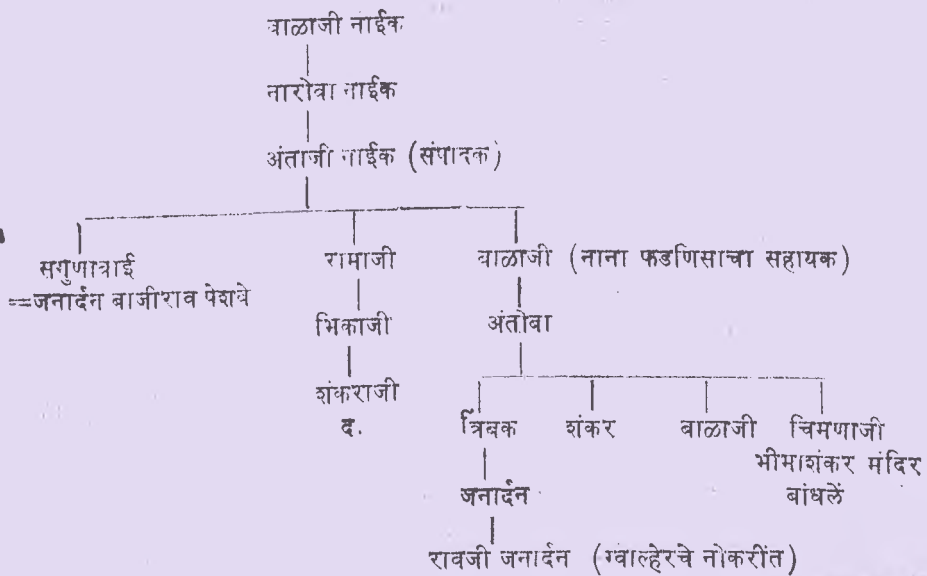 बाळाजी नाईक
नारोबा नाईक
अंताजी नाईक (संपादक)
सगुणाबाई रामाजी बाळाजी (नाना फडणिसाचा सहायक)
==जनार्दन बाजीराव पेशवे
भिकाजी अंतोबा
शंकराजी
द.
त्रिंबक शंकर बाळाजी चिमणाजी
भीमाशंकर मंदिर
बांधलें
जनार्दन
रावजी जनार्दन (ग्वाल्हेरचे नोकरींत)